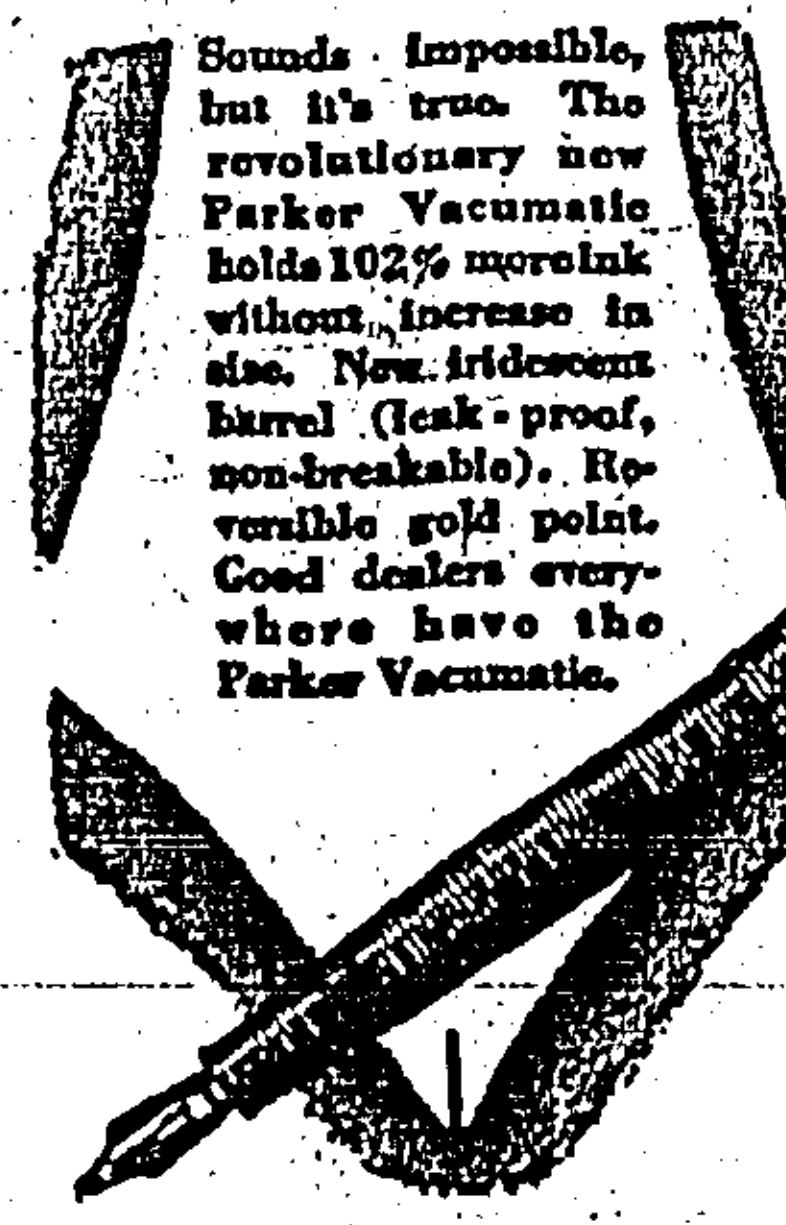 Sounds impossible,
but it's true. The
revolutionary new
Parker Vacumatic
holds 102% more ink
without increase in
size. New iridescent
barrel (leak-proof,
non-breakable). Re-
versible gold point.
Good dealers every-
where have the
Parker Vacumatic.